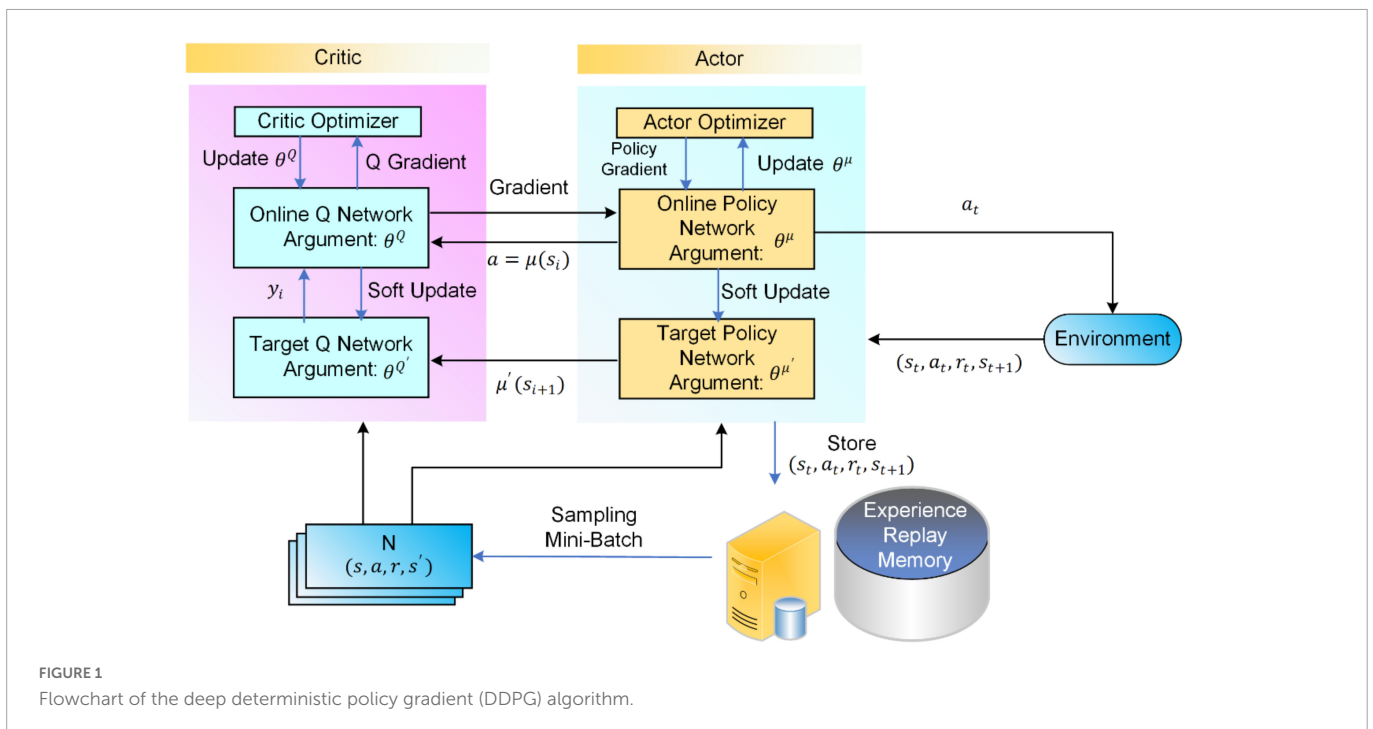 Critic
Actor
Critic Optimizer
Update θ^Q
Q Gradient
Online Q Network
Argument: θ^Q
y_i
Soft Update
Target Q Network
Argument: θ^Q′
Gradient
a = μ(s_i)
μ′(s_{i+1})
Actor Optimizer
Policy
Gradient
Update θ^μ
Online Policy
Network
Argument: θ^μ
Soft Update
Target Policy
Network
Argument: θ^μ′
a_t
Environment
(s_t, a_t, r_t, s_{t+1})
Store
(s_t, a_t, r_t, s_{t+1})
Experience
Replay
Memory
Sampling
Mini-Batch
N
(s, a, r, s′)
FIGURE 1
Flowchart of the deep deterministic policy gradient (DDPG) algorithm.